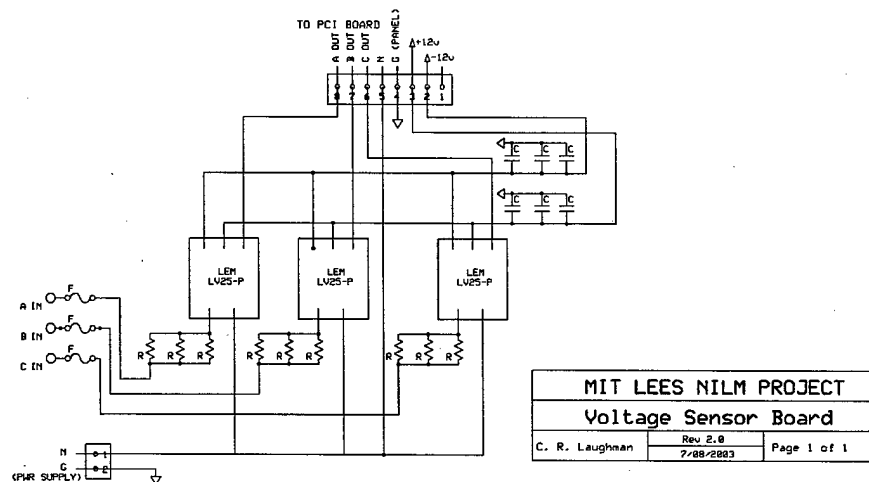 TO PCI BOARD
A OUT
B OUT
C OUT
N
G (PANEL)
+12v
-12v
8 7 6 5 4 3 2 1
C C C
C C C
LEM
LV25-P
LEM
LV25-P
LEM
LV25-P
A IN F
B IN F
C IN F
R R R
R R R
R R R
N 1
G 2
(PWR SUPPLY)
MIT LEES NILM PROJECT
Voltage Sensor Board
C. R. Laughman
Rev 2.0
7/08/2003
Page 1 of 1